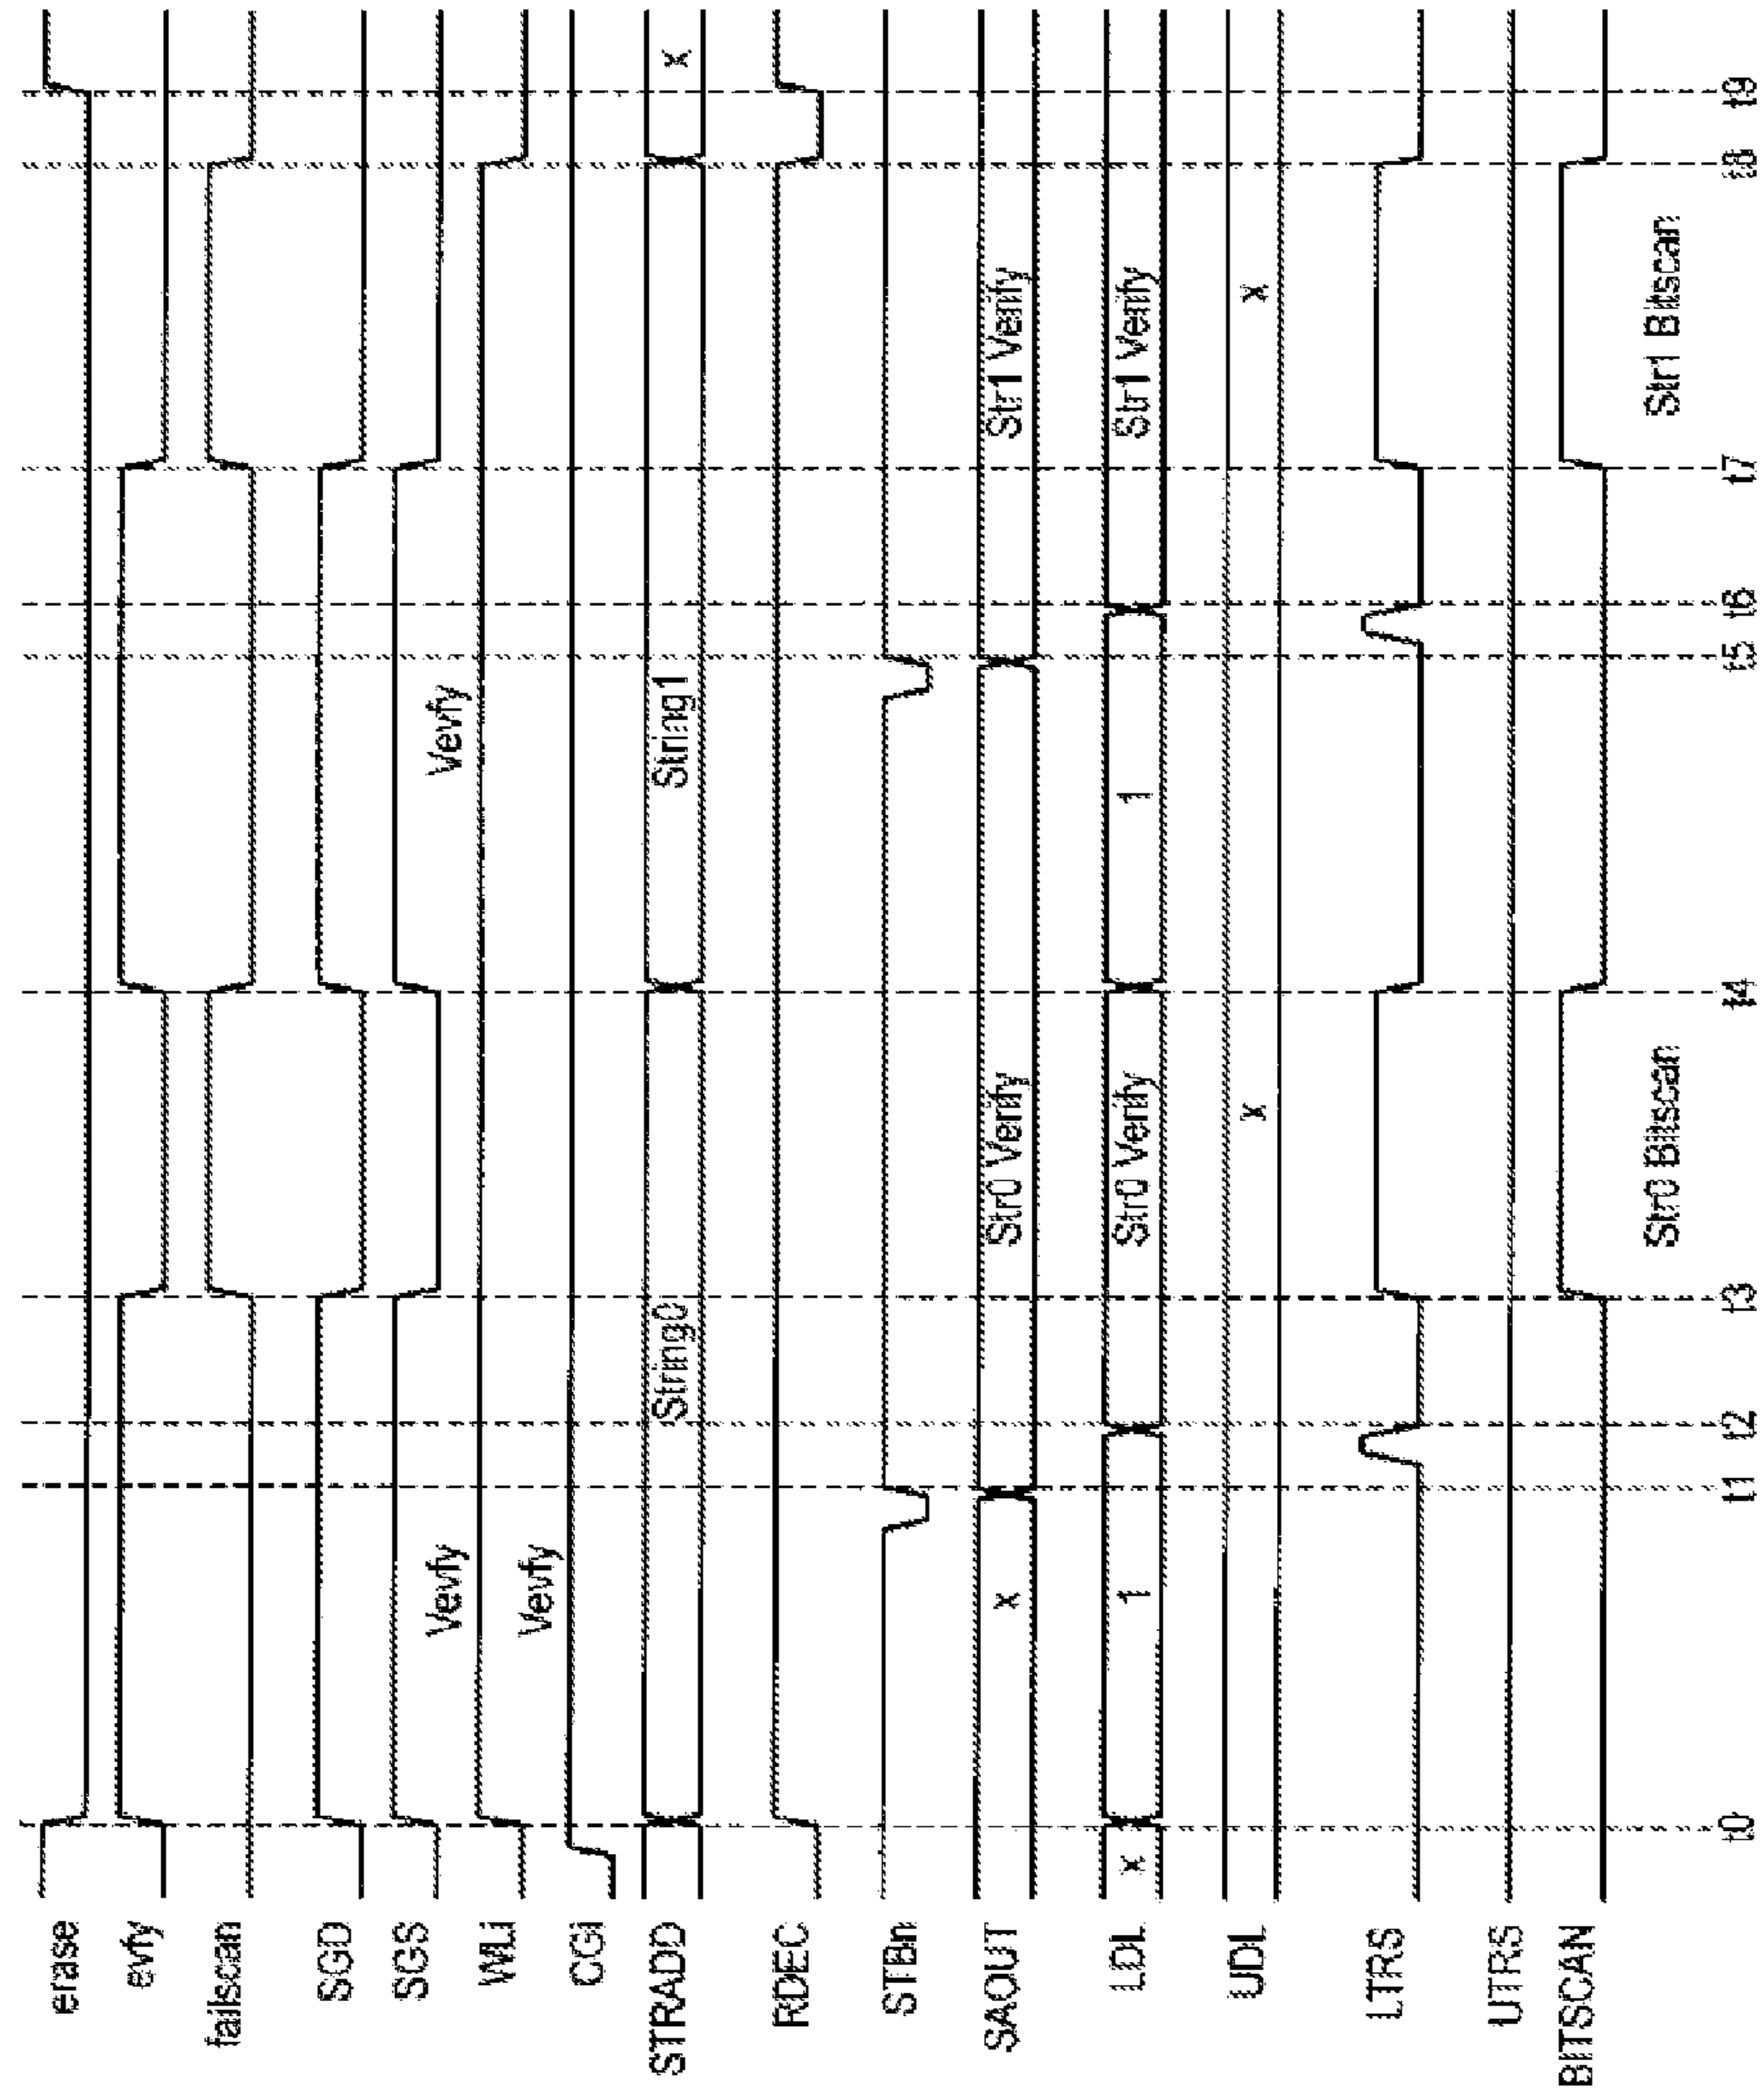 erase
evfy
failscan
SGD
SGS
Vevfy
Vevfy
WLi
Vevfy
CGi
STRADD
String0
String1
x
RDEC
STBn
SAOUT
x
Str0 Verify
Str1 Verify
LDL
x
1
Str0 Verify
1
Str1 Verify
UDL
x
x
LTRS
UTRS
BITSCAN
Str0 Bitscan
Str1 Bitscan
t0 t1 t2 t3 t4 t5 t6 t7 t8 t9